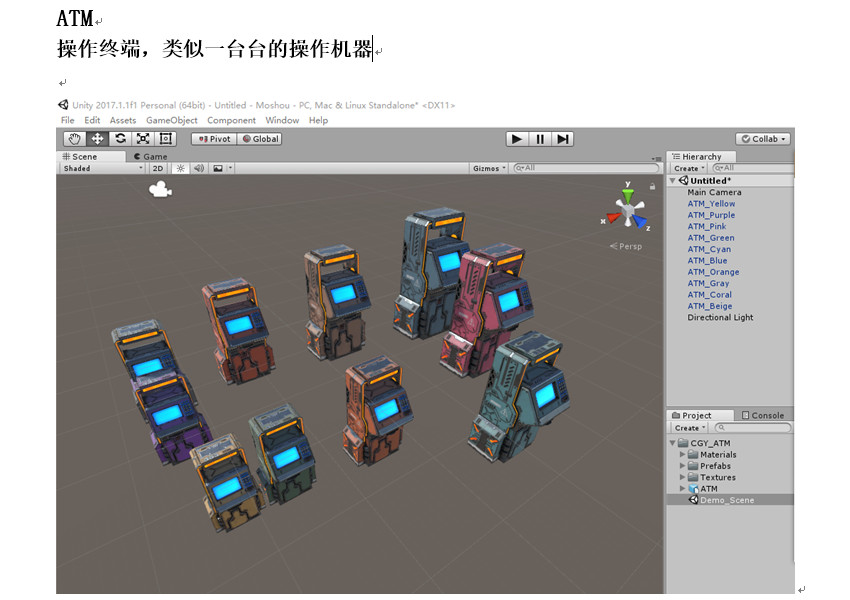 ATM
操作终端，类似一台台的操作机器
Unity 2017.1.1f1 Personal (64bit) - Untitled - Moshou - PC, Mac & Linux Standalone* <DX11>
File Edit Assets GameObject Component Window Help
Pivot Global Collab
Scene Game Hierarchy
Shaded 2D Gizmos All Create All
Untitled*
Main Camera
ATM_Yellow
ATM_Purple
ATM_Pink
ATM_Green
ATM_Cyan
ATM_Blue
ATM_Orange
ATM_Gray
ATM_Coral
ATM_Beige
Directional Light
y
x
z
Persp
Project Console
Create
CGY_ATM
Materials
Prefabs
Textures
ATM
Demo_Scene